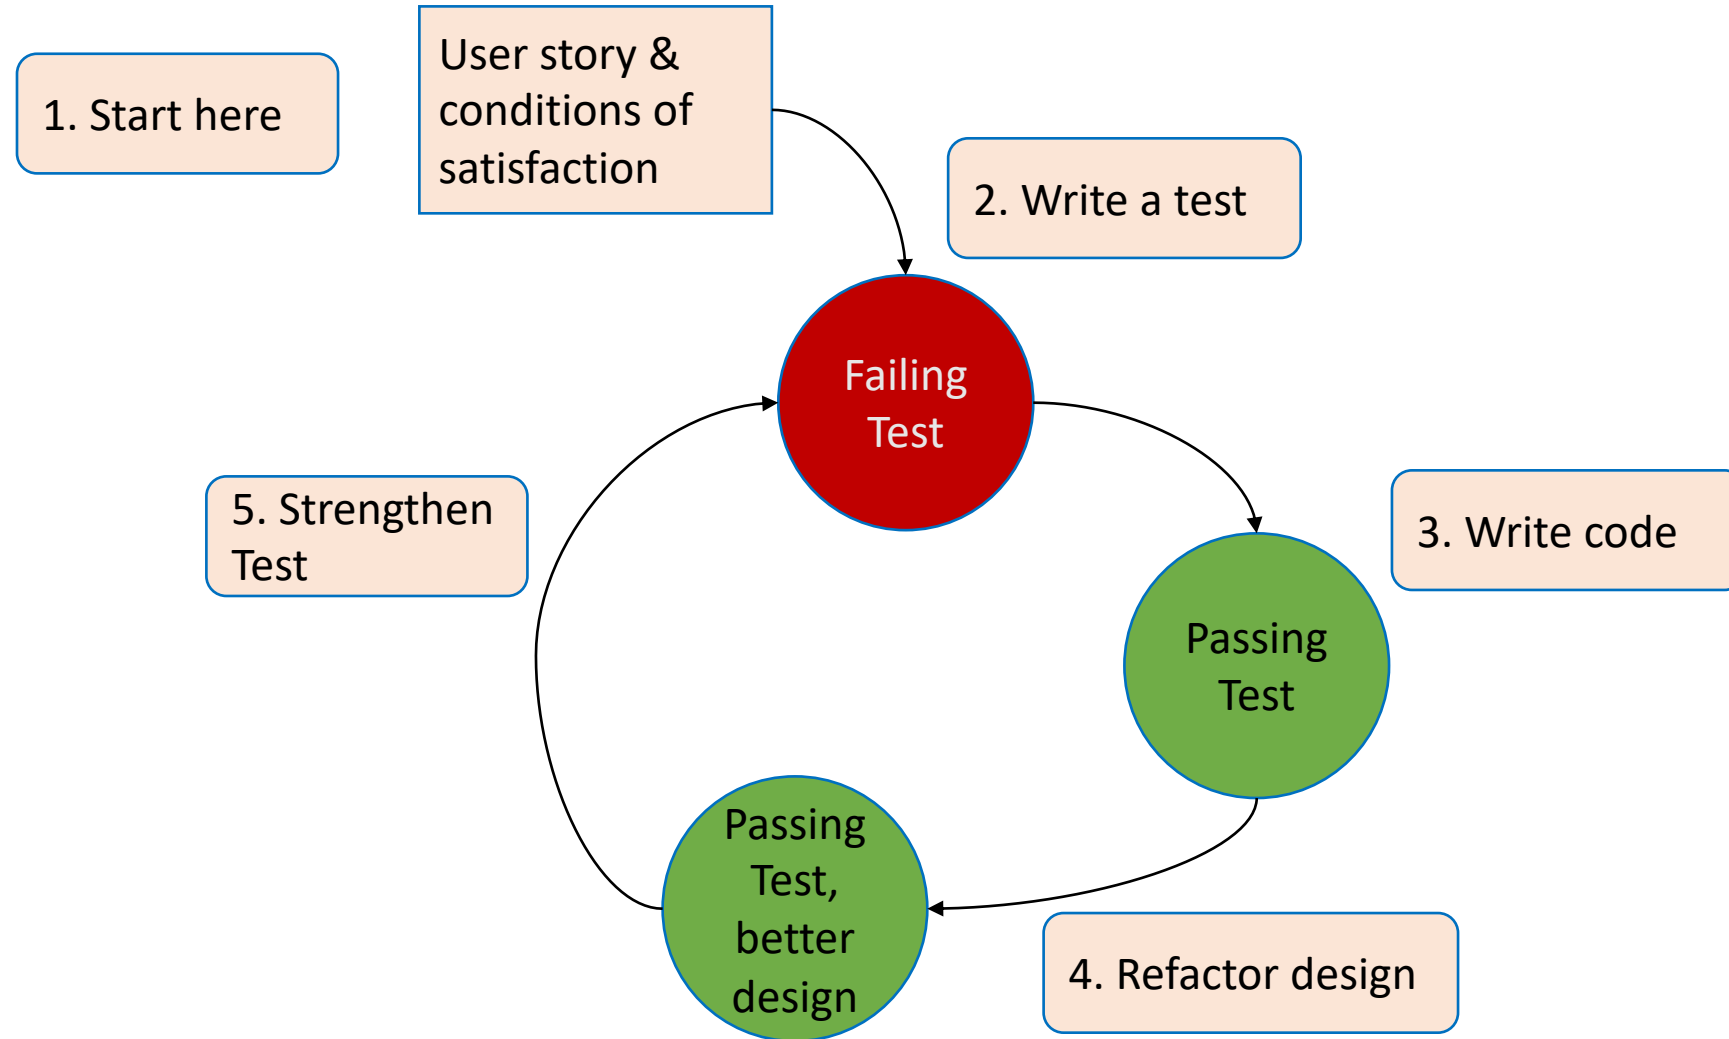 1. Start here
User story &
conditions of
satisfaction
2. Write a test
Failing
Test
5. Strengthen
Test
3. Write code
Passing
Test
Passing
Test,
better
design
4. Refactor design